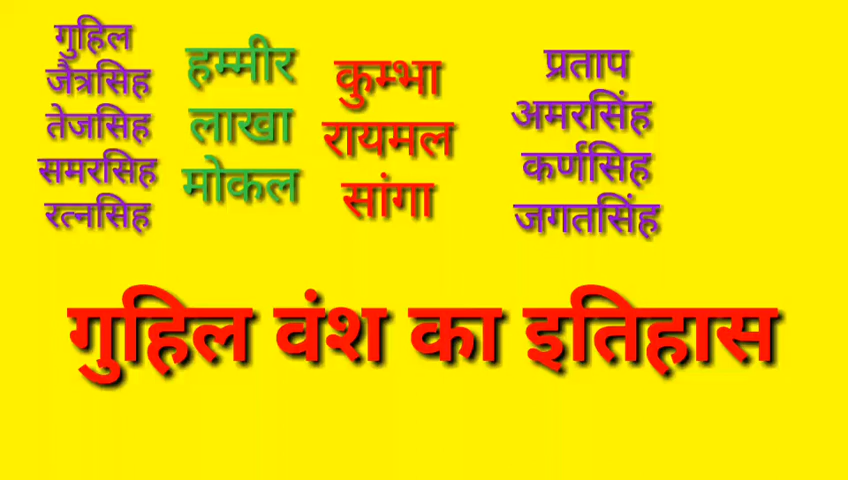 गुहिल
जैत्रसिह
तेजसिह
समरसिह
रत्नसिह
हम्मीर
लाखा
मोकल
कुम्भा
रायमल
सांगा
प्रताप
अमरसिंह
कर्णसिह
जगतसिंह
गुहिल वंश का इतिहास